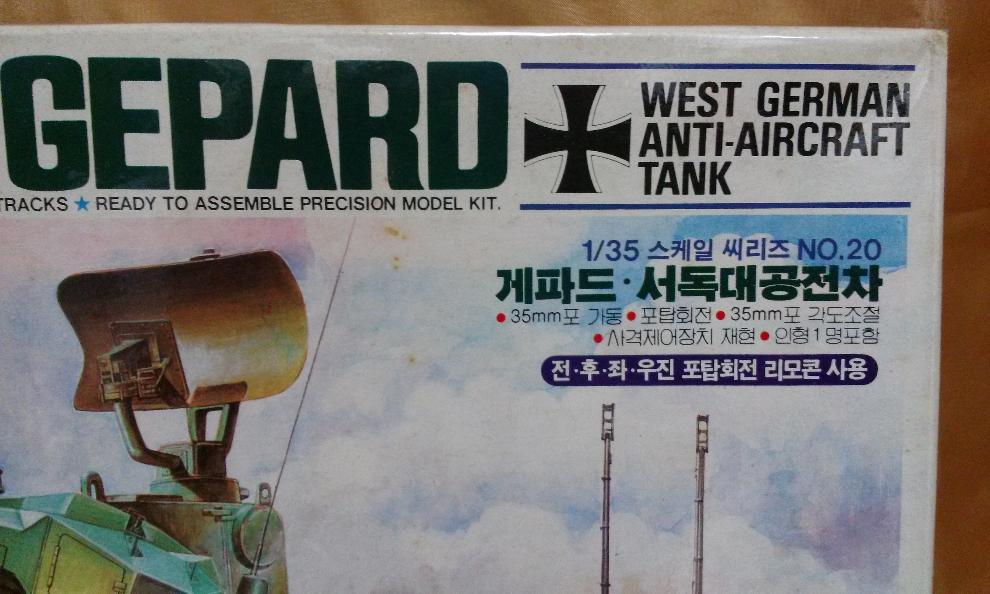 GEPARD
WEST GERMAN
ANTI-AIRCRAFT
TANK
TRACKS ★ READY TO ASSEMBLE PRECISION MODEL KIT.
1/35 스케일 씨리즈 NO.20
게파드·서독대공전차
●35mm포 가동●포탑회전●35mm포 각도조절
●사격제어장치 재현●인형1명포함
전·후·좌·우진 포탑회전 리모콘 사용